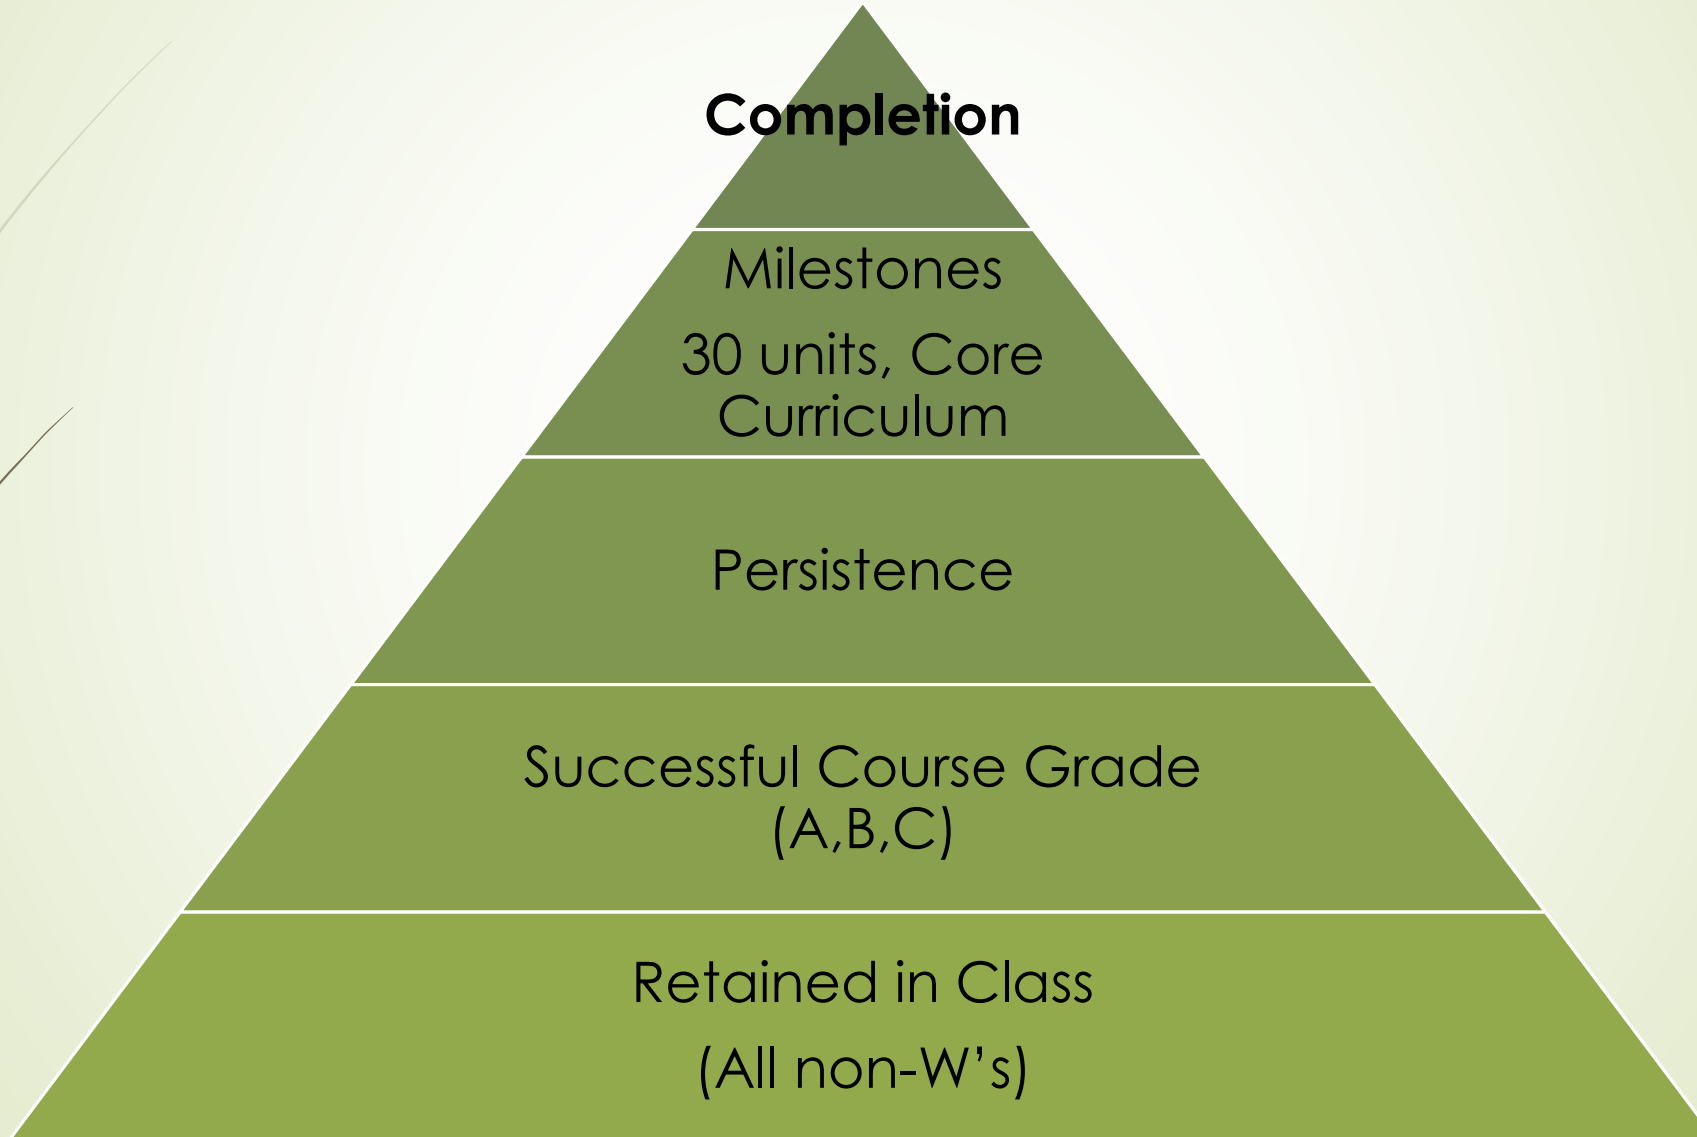 Completion
Milestones
30 units, Core
Curriculum
Persistence
Successful Course Grade
(A,B,C)
Retained in Class
(All non-W’s)